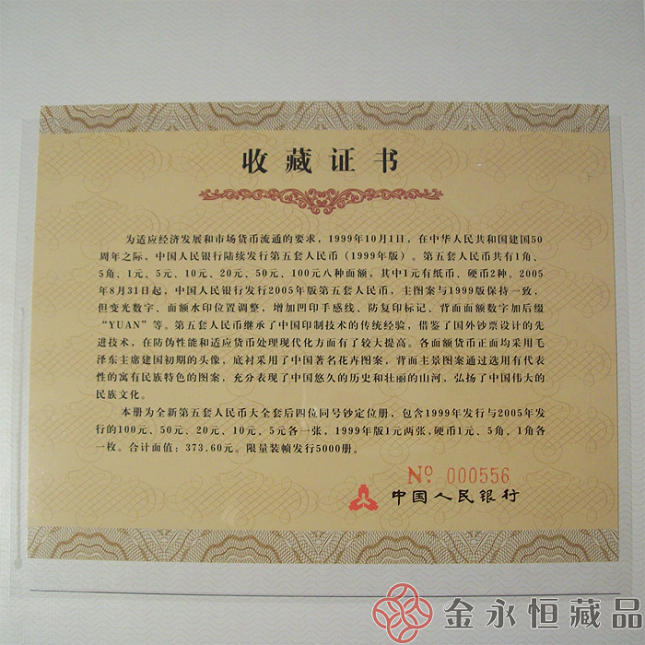 收藏证书
为适应经济发展和市场货币流通的要求，1999年10月1日，在中华人民共和国建国50
周年之际，中国人民银行陆续发行第五套人民币（1999年版）。第五套人民币共有1角、
5角、1元、5元、10元、20元、50元、100元八种面额，其中1元有纸币、硬币2种。2005
年8月31日起，中国人民银行发行2005年版第五套人民币，主图案与1999版保持一致，
但变光数字、面额水印位置调整，增加凹印手感线、防复印标记、背面面额数字加后缀
“YUAN”等。第五套人民币继承了中国印制技术的传统经验，借鉴了国外钞票设计的先
进技术，在防伪性能和适应货币处理现代化方面有了较大提高。各面额货币正面均采用毛
泽东主席建国初期的头像，底衬采用了中国著名花卉图案，背面主景图案通过选用有代表
性的寓有民族特色的图案，充分表现了中国悠久的历史和壮丽的山河，弘扬了中国伟大的
民族文化。
本册为全新第五套人民币大全套后四位同号钞定位册，包含1999年发行与2005年发
行的100元、50元、20元、10元、5元各一张，1999年版1元两张，硬币1元、5角、1角各
一枚。合计面值：373.60元。限量装帧发行5000册。
No 000556
中国人民银行
金永恒藏品